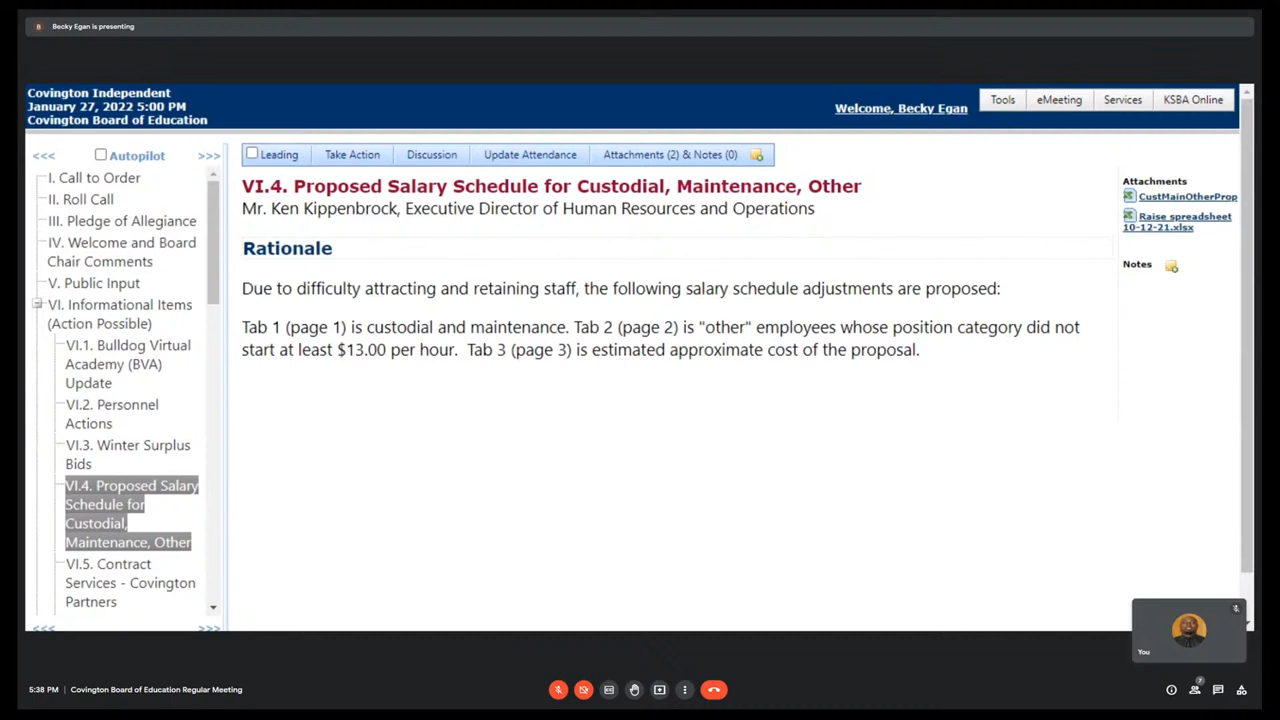 B Becky Egan is presenting
Covington Independent
January 27, 2022 5:00 PM
Covington Board of Education
Welcome, Becky Egan
Tools eMeeting Services KSBA Online
<<< Autopilot >>>
I. Call to Order
II. Roll Call
III. Pledge of Allegiance
IV. Welcome and Board
Chair Comments
V. Public Input
VI. Informational Items
(Action Possible)
VI.1. Bulldog Virtual
Academy (BVA)
Update
VI.2. Personnel
Actions
VI.3. Winter Surplus
Bids
VI.4. Proposed Salary
Schedule for
Custodial,
Maintenance, Other
VI.5. Contract
Services - Covington
Partners
<<< >>>
Leading Take Action Discussion Update Attendance Attachments (2) & Notes (0)
VI.4. Proposed Salary Schedule for Custodial, Maintenance, Other
Mr. Ken Kippenbrock, Executive Director of Human Resources and Operations
Rationale
Due to difficulty attracting and retaining staff, the following salary schedule adjustments are proposed:
Tab 1 (page 1) is custodial and maintenance. Tab 2 (page 2) is "other" employees whose position category did not
start at least $13.00 per hour. Tab 3 (page 3) is estimated approximate cost of the proposal.
Attachments
CustMainOtherProp
Raise spreadsheet
10-12-21.xlsx
Notes
You
5:38 PM | Covington Board of Education Regular Meeting
7